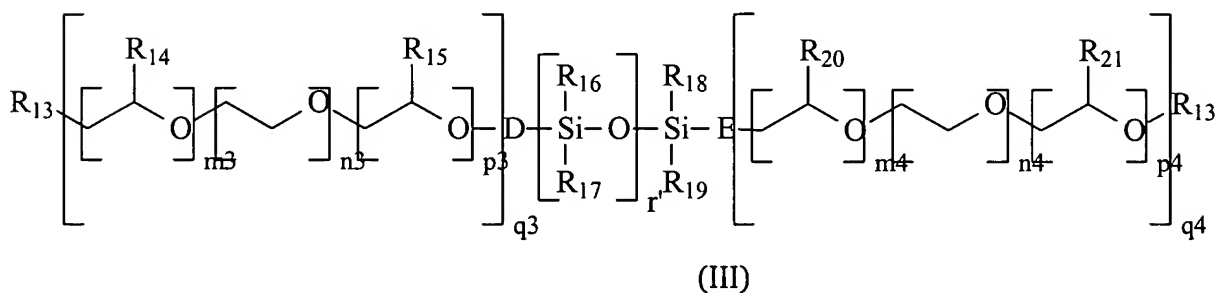 R14 R15 R16 R18 R20 R21
R13 O O O D Si O Si E O O O R13
m3 n3 p3 R17 r' R19 m4 n4 p4
q3 q4
(III)